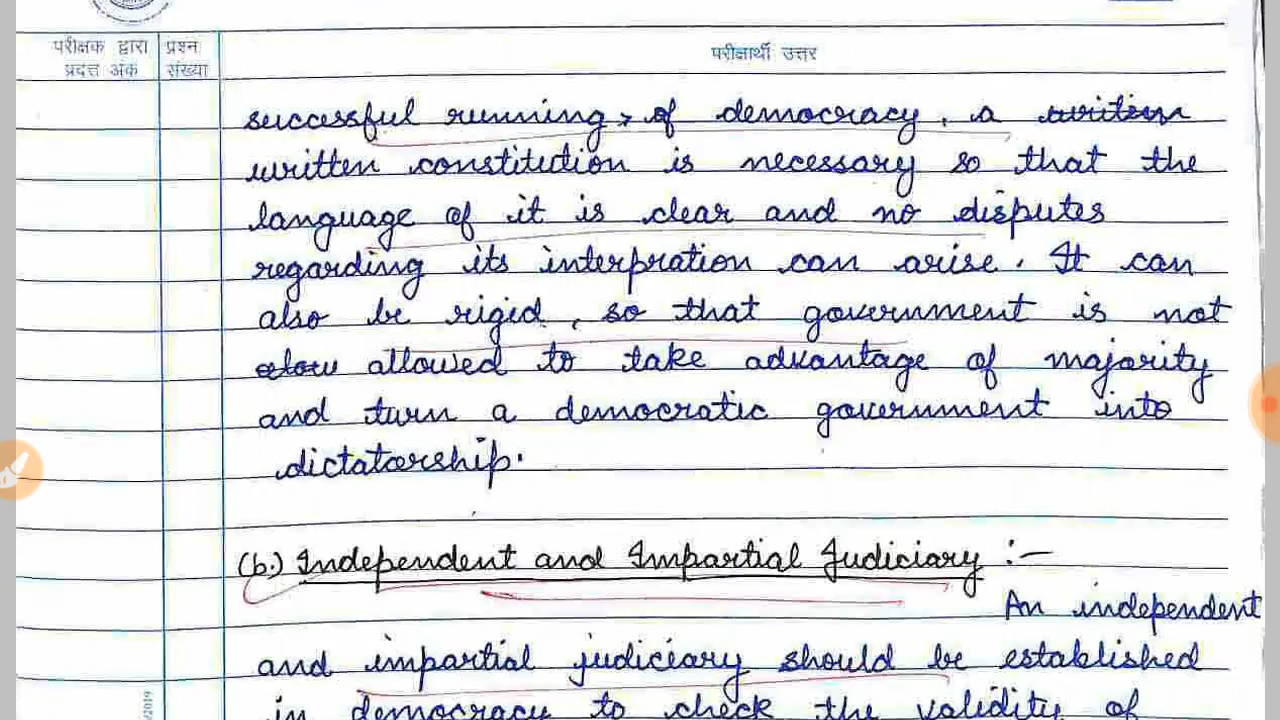 परीक्षक द्वारा प्रदत्त अंक
प्रश्न संख्या
परीक्षार्थी उत्तर
successful running of democracy, a written
written constitution is necessary so that the
language of it is clear and no disputes
regarding its interpration can arise. It can
also be rigid, so that government is not
alow allowed to take advantage of majority
and turn a democratic government into
dictatorship.
(b.) Independent and Impartial Judiciary :-
An independent
and impartial judiciary should be established
in democracy to check the validity of
/2019